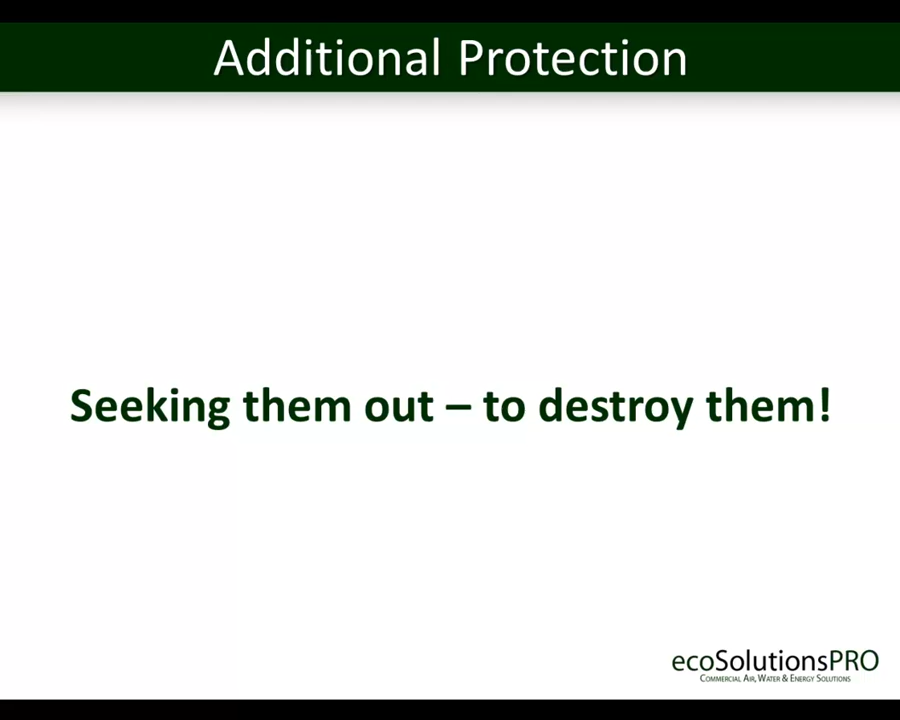 Additional Protection
Seeking them out – to destroy them!
ecoSolutionsPRO
Commercial Air, Water & Energy Solutions